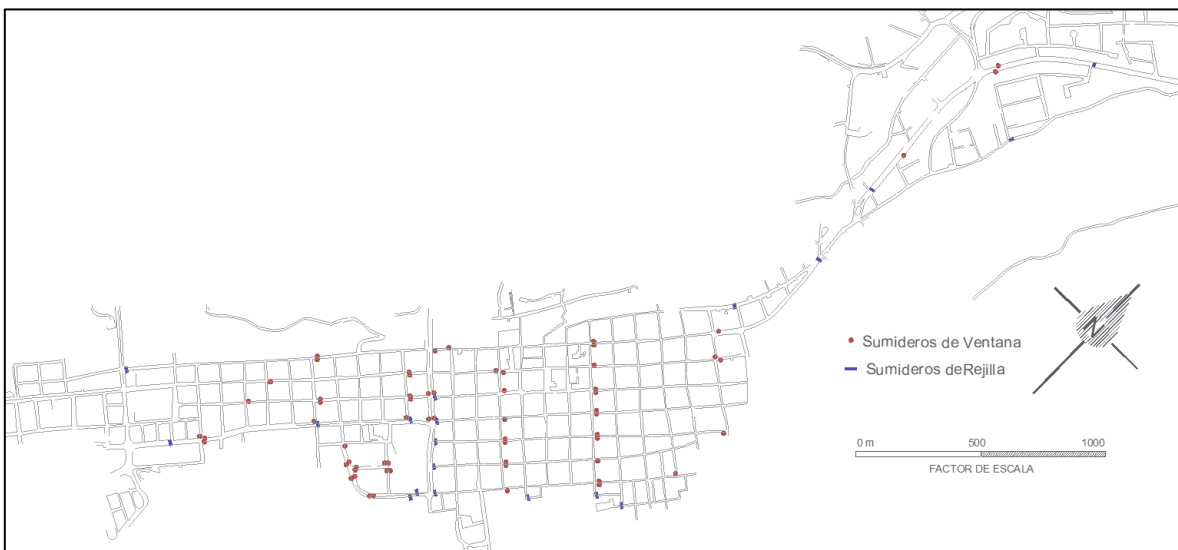 Sumideros de Ventana
Sumideros deRejilla
N
0 m 500 1000
FACTOR DE ESCALA